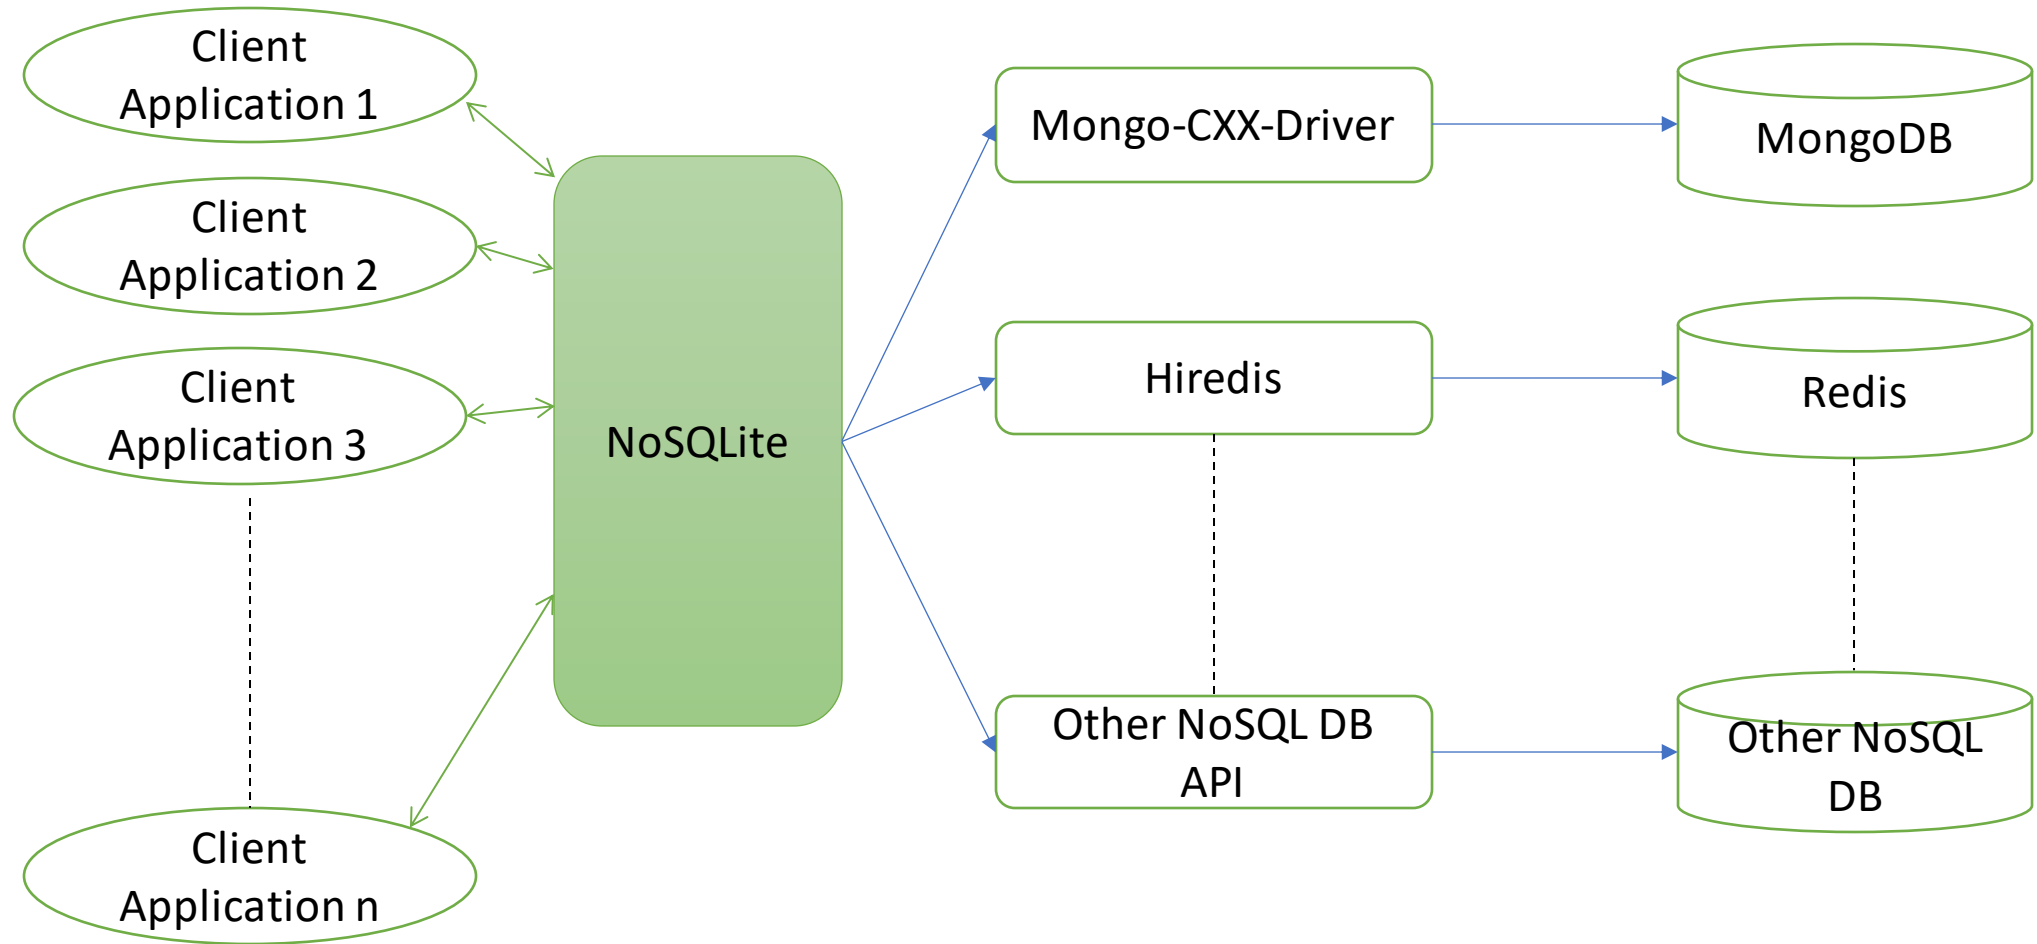 Client
Application 1
Client
Application 2
Client
Application 3
Client
Application n
NoSQLite
Mongo-CXX-Driver
Hiredis
Other NoSQL DB
API
MongoDB
Redis
Other NoSQL
DB